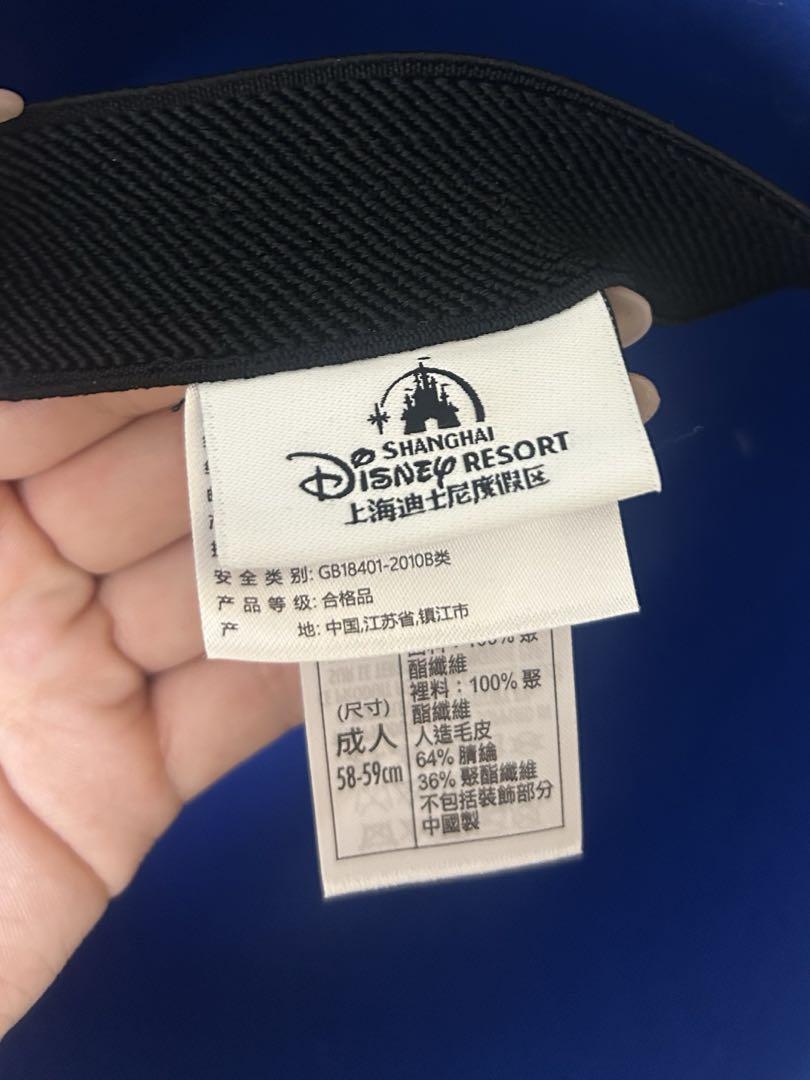 SHANGHAI
DISNEY RESORT
上海迪士尼度假区
安全类别: GB18401-2010B类
产品等级: 合格品
产 地: 中国,江苏省,镇江市
酯纖維
裡料：100% 聚
酯纖維
人造毛皮
64% 腈綸
36% 聚酯纖維
不包括裝飾部分
中國製
(尺寸)
成人
58-59cm